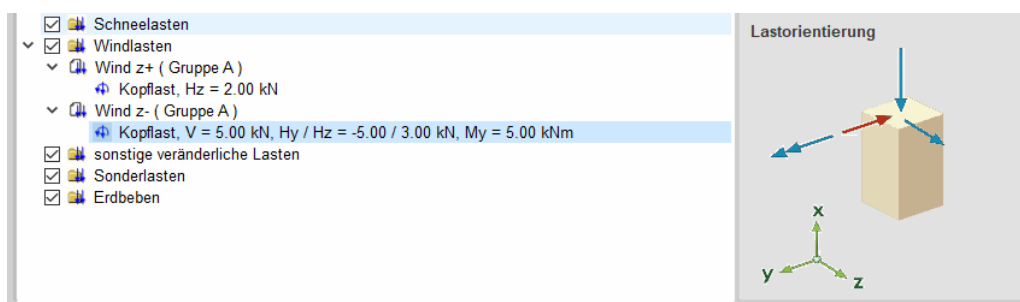 Schneelasten
Windlasten
Wind z+ ( Gruppe A )
Kopflast, Hz = 2.00 kN
Wind z- ( Gruppe A )
Kopflast, V = 5.00 kN, Hy / Hz = -5.00 / 3.00 kN, My = 5.00 kNm
sonstige veränderliche Lasten
Sonderlasten
Erdbeben
Lastorientierung
x
y
z